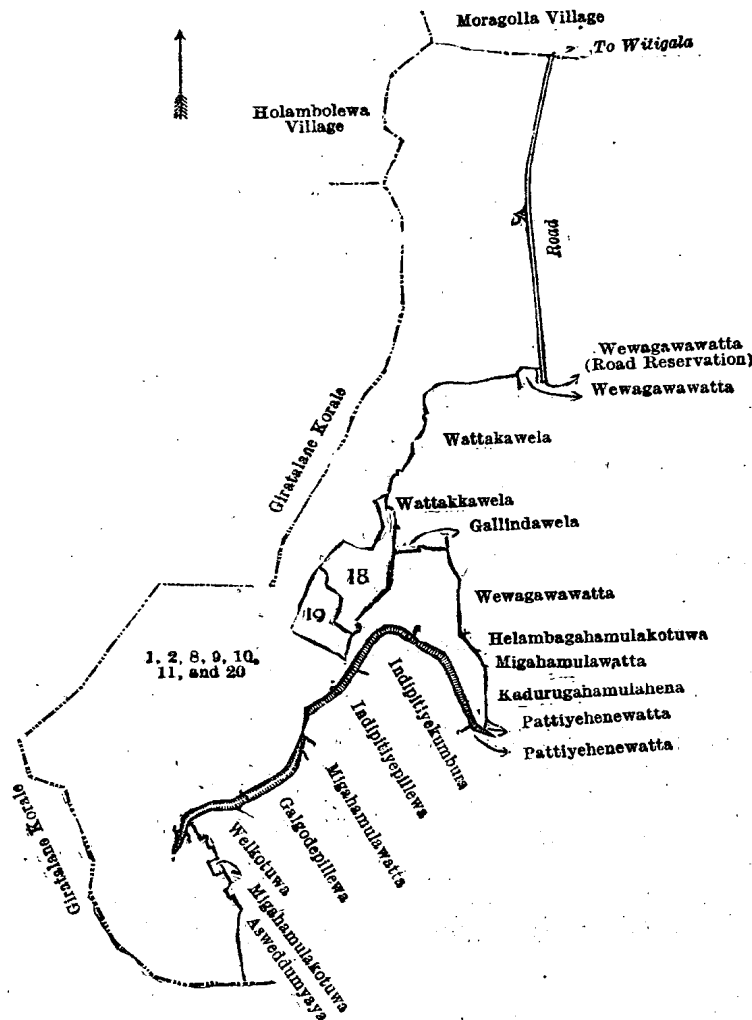 Moragolla Village
To Witigala
Holambolewa
Village
Road
Wewagawawatta
(Road Reservation)
Wewagawawatta
Giratalane Korale
Wattakawela
Wattakkawela
Gallindawela
18
19
Wewagawawatta
Helambagahamulakotuwa
1, 2, 8, 9, 10,
11, and 20
Migahamulawatta
Kadurugahamulahena
Pattiyehenewatta
Pattiyehenewatta
Indipitiyekumbura
Indipitiyepillewa
Migahamulawatta
Galgodepillewa
Welkotuwa
Migahamulakotuwa
Asweddumyaya
Giratalane Korale